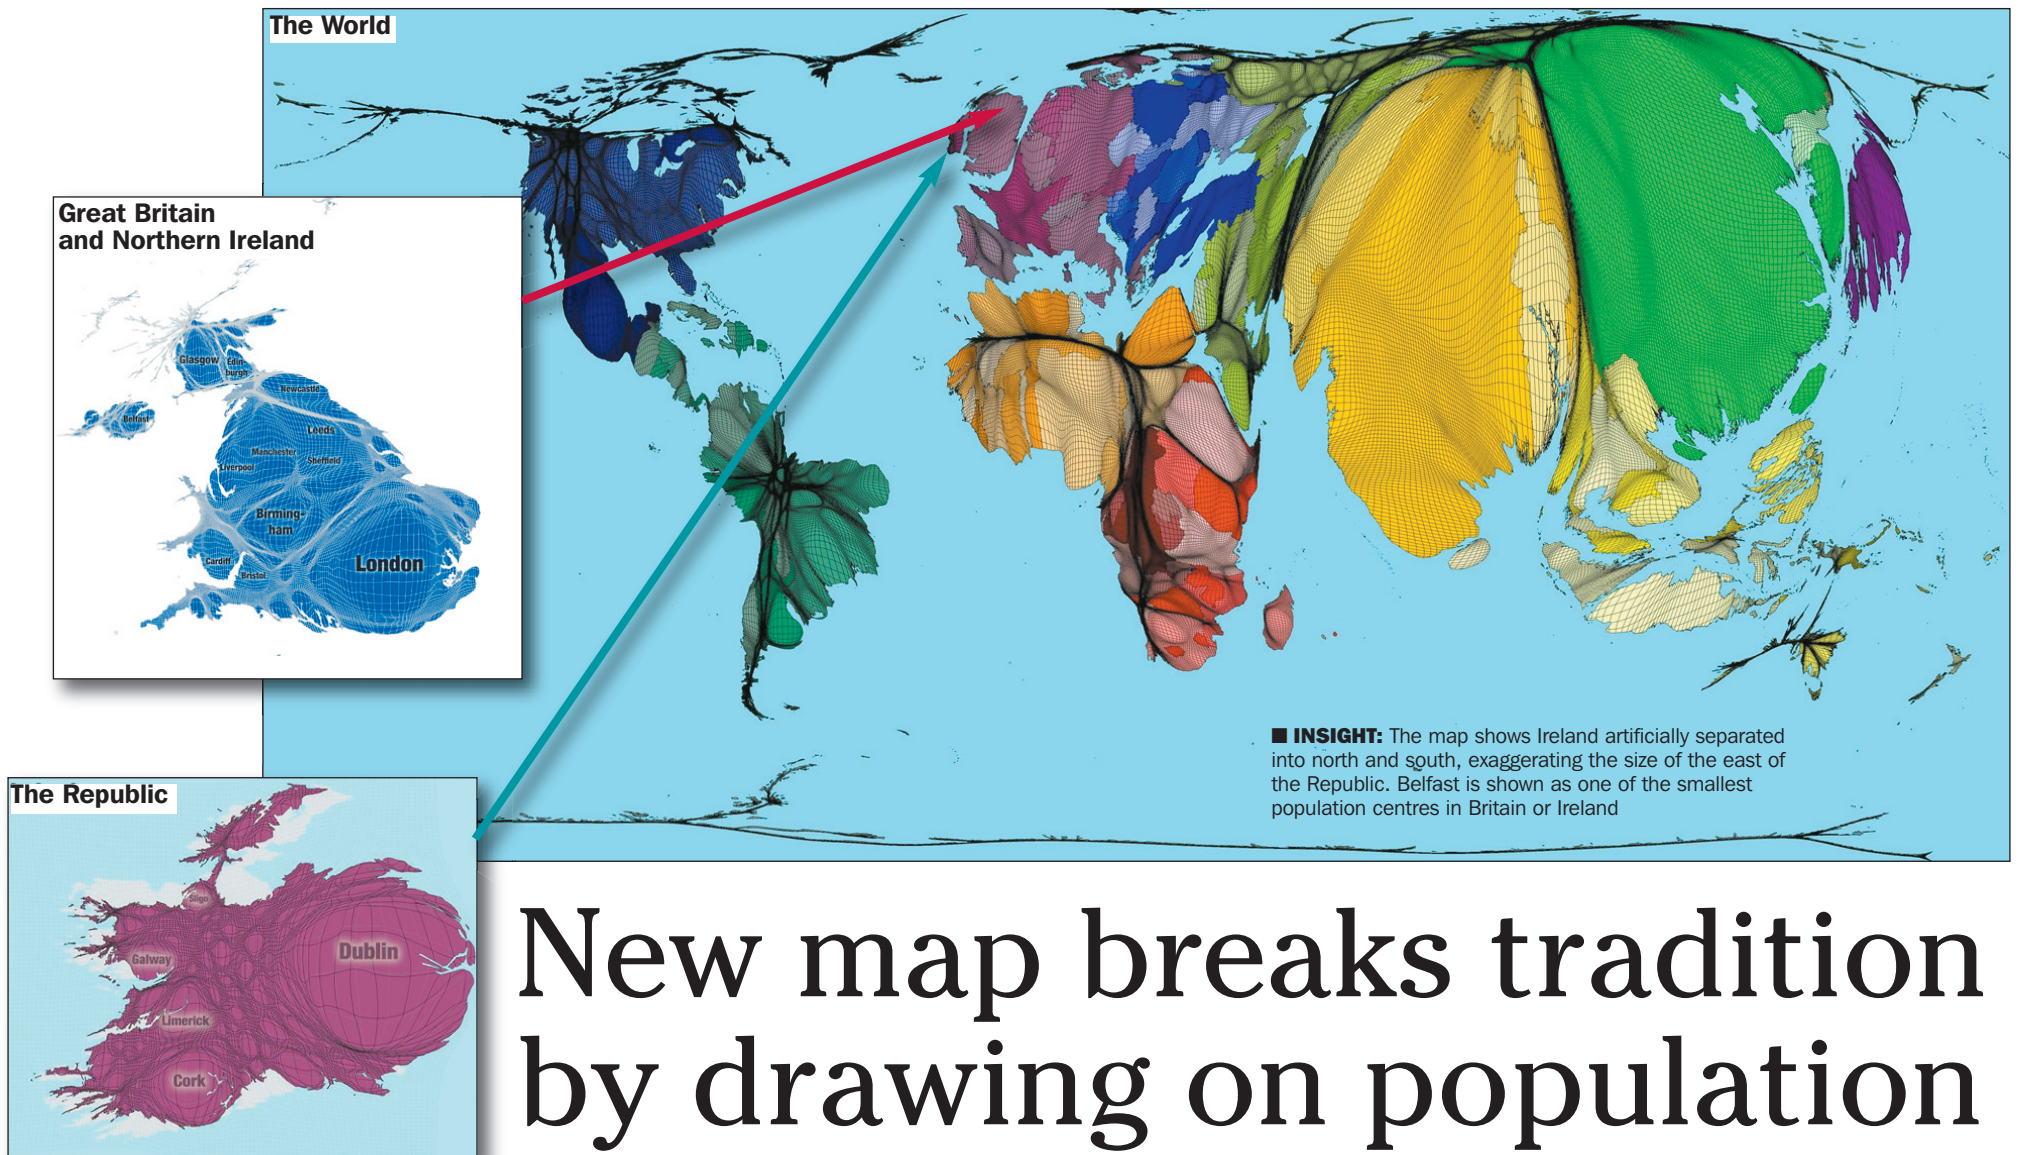 The World
Great Britain
and Northern Ireland
Glasgow
Edin-
burgh
Newcastle
Belfast
Leeds
Manchester
Sheffield
Liverpool
Birming-
ham
Cardiff
Bristol
London
■ INSIGHT: The map shows Ireland artificially separated
into north and south, exaggerating the size of the east of
the Republic. Belfast is shown as one of the smallest
population centres in Britain or Ireland
The Republic
Sligo
Galway
Dublin
Limerick
Cork
New map breaks tradition
by drawing on population